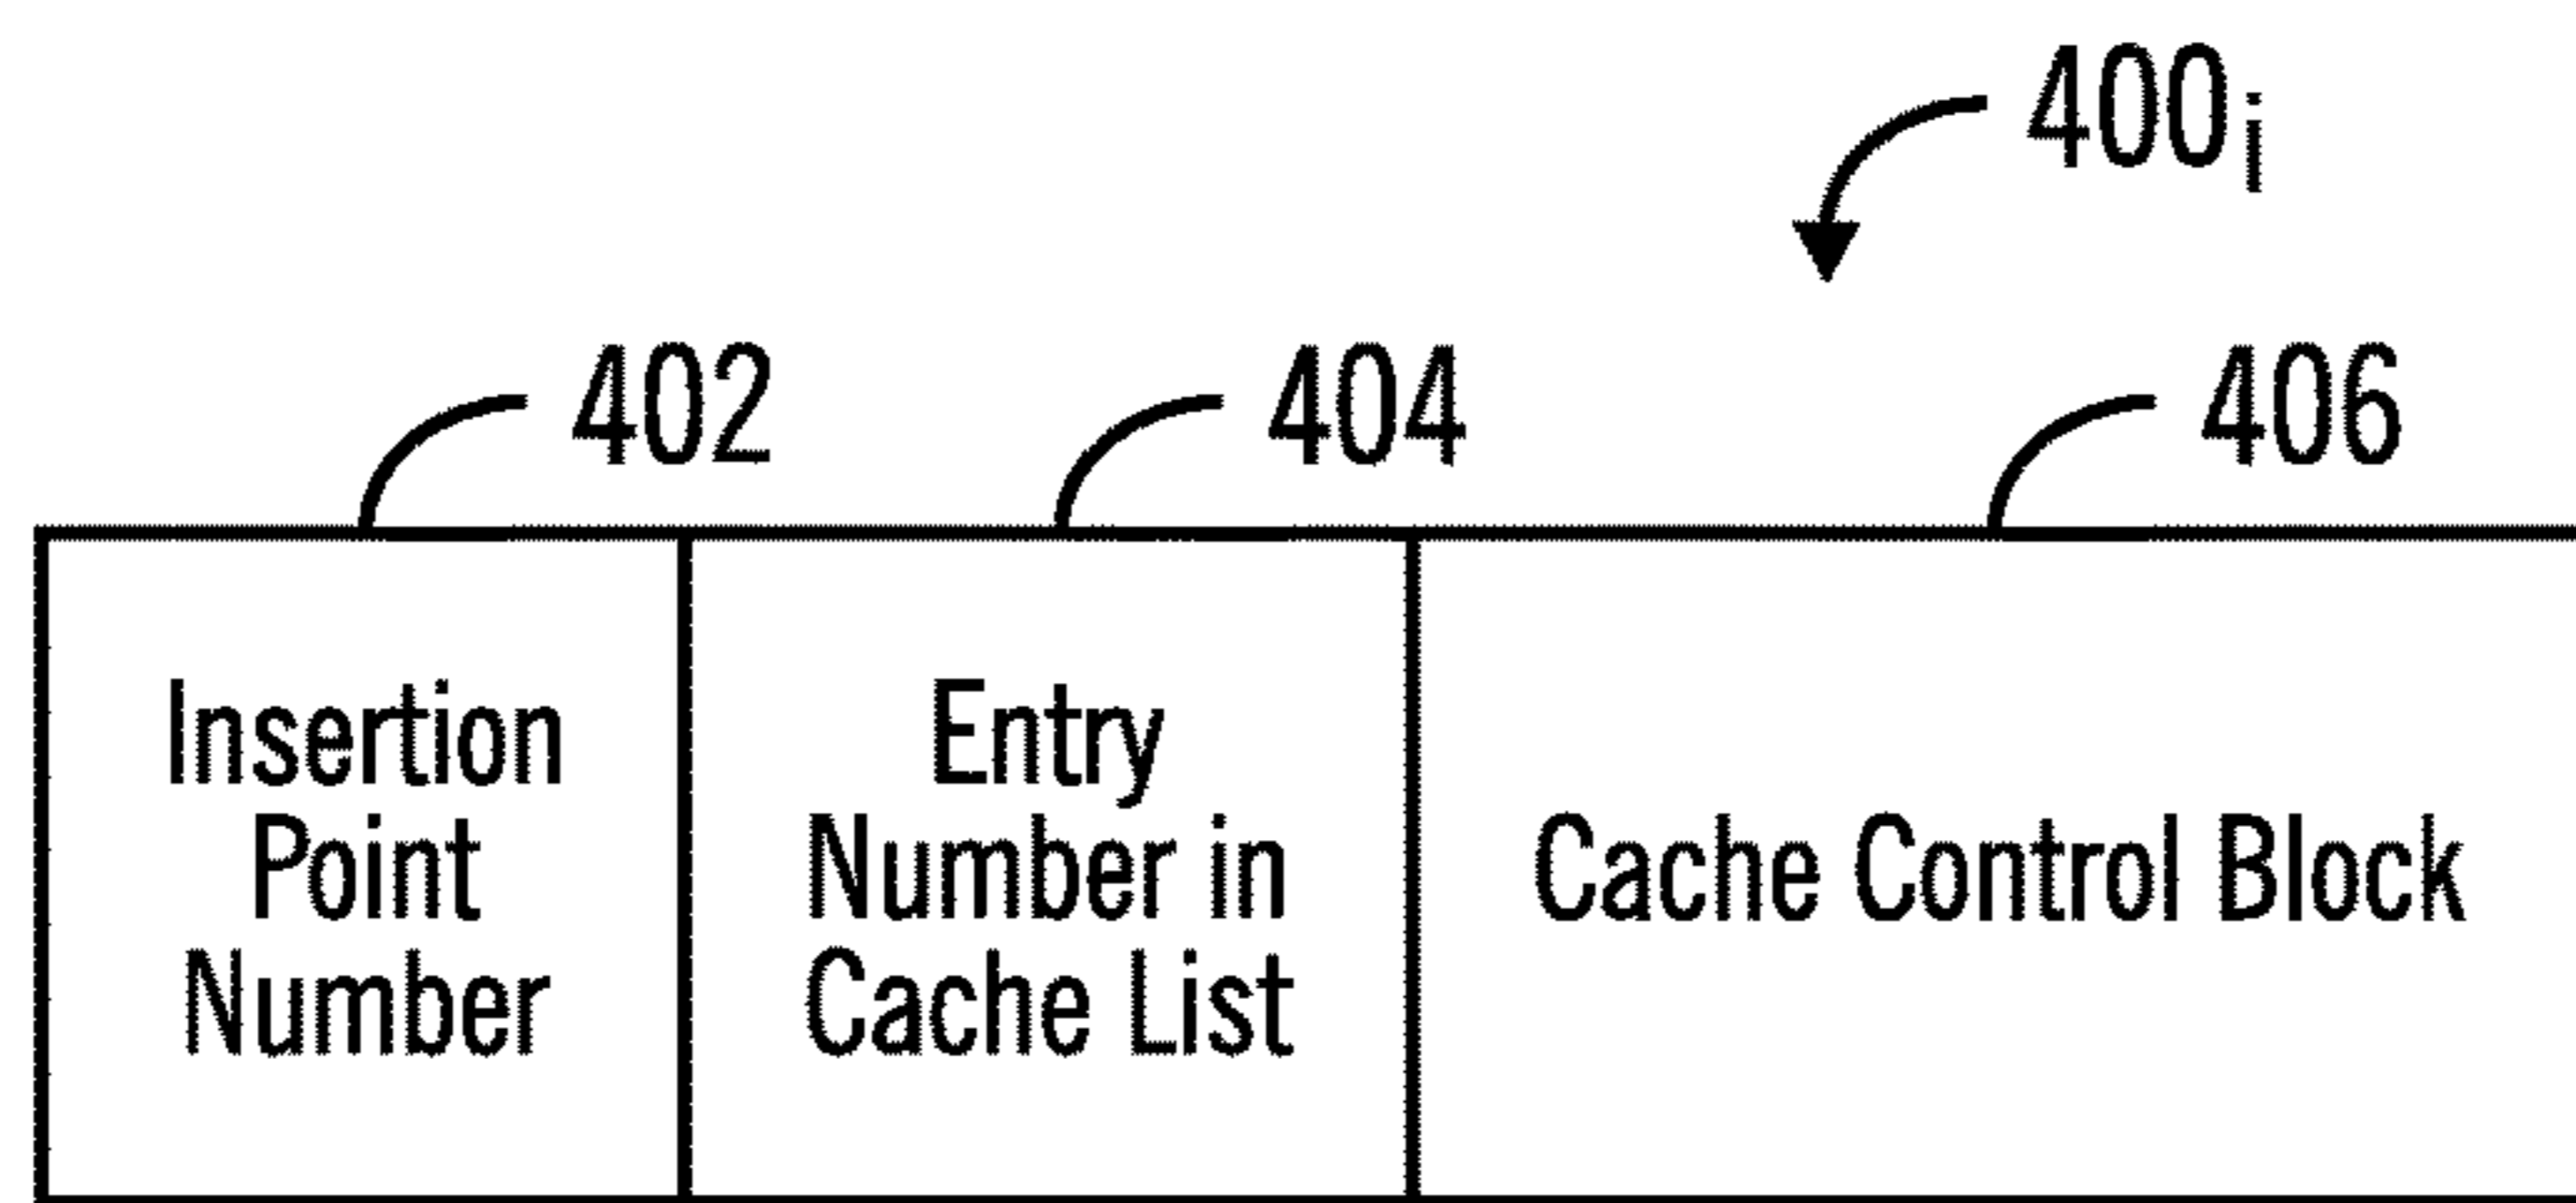 400i
402 404 406
Insertion
Point
Number
Entry
Number in
Cache List
Cache Control Block